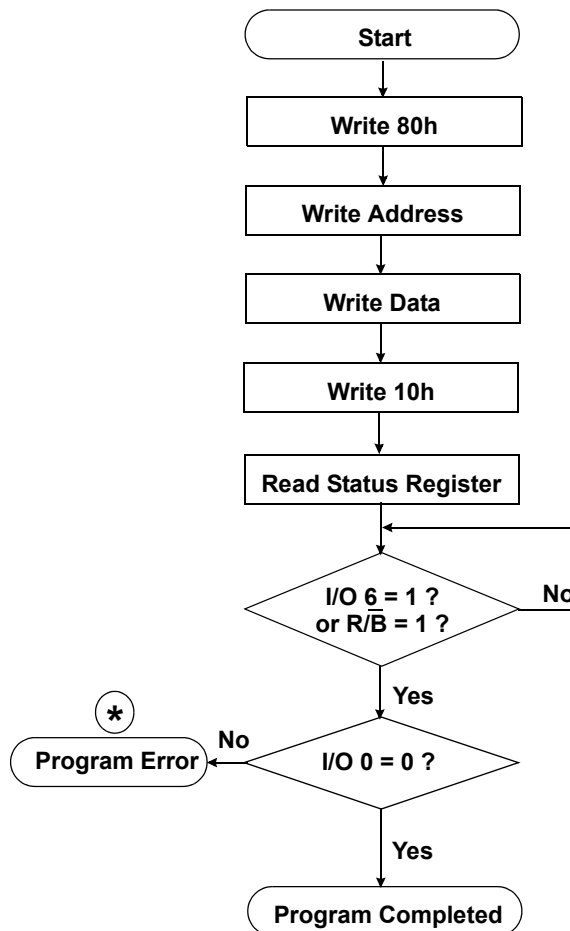 Start
Write 80h
Write Address
Write Data
Write 10h
Read Status Register
I/O 6 = 1 ?
or R/B̅ = 1 ?
No
Yes
*
No
Program Error
I/O 0 = 0 ?
Yes
Program Completed